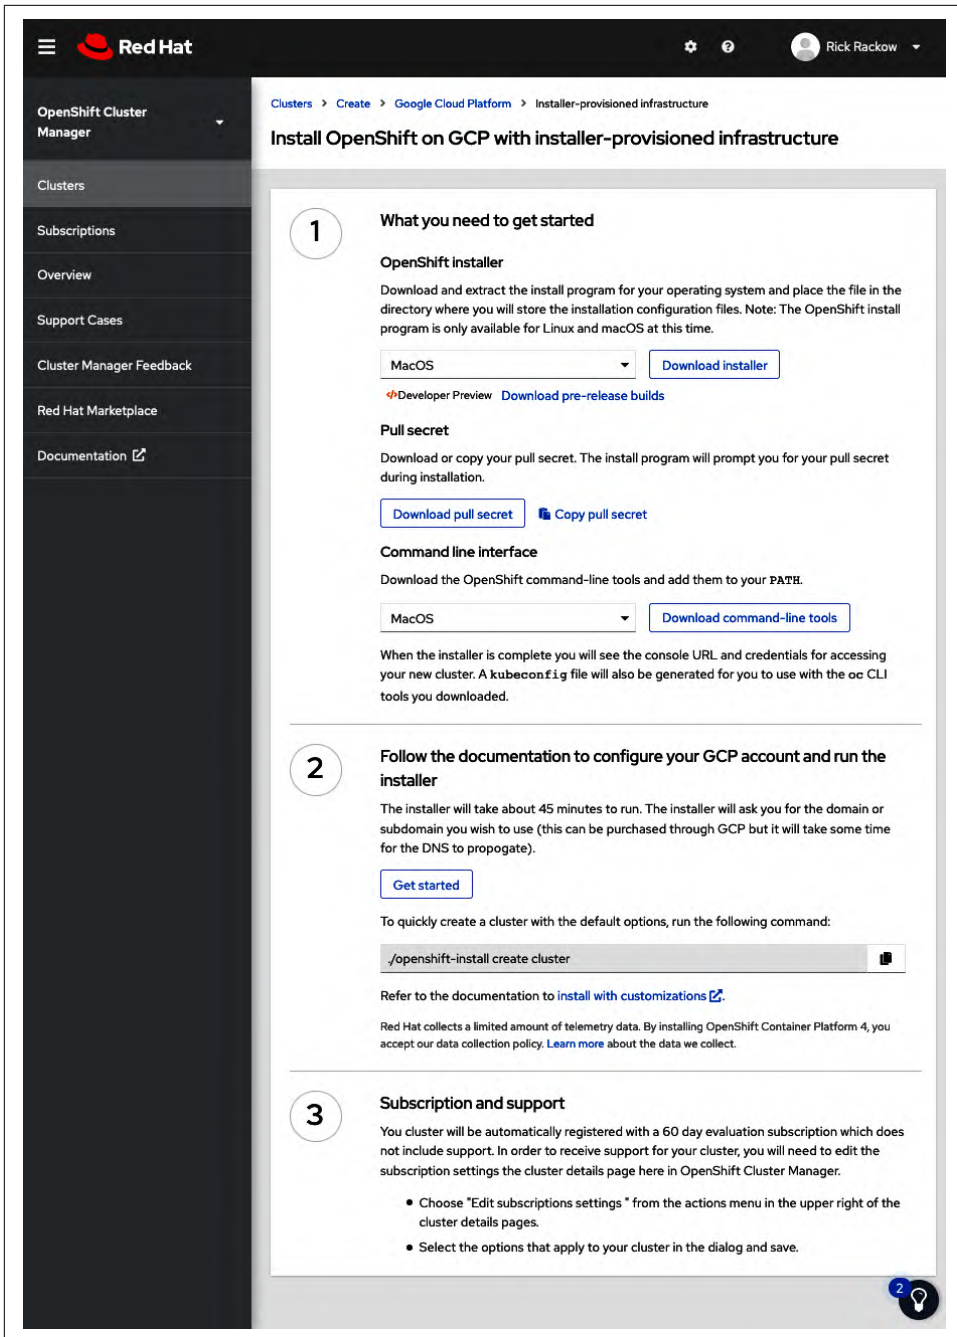 Red Hat
Rick Rackow
OpenShift Cluster
Manager
Clusters
Subscriptions
Overview
Support Cases
Cluster Manager Feedback
Red Hat Marketplace
Documentation
Clusters > Create > Google Cloud Platform > Installer-provisioned infrastructure
Install OpenShift on GCP with installer-provisioned infrastructure
1
What you need to get started
OpenShift installer
Download and extract the install program for your operating system and place the file in the
directory where you will store the installation configuration files. Note: The OpenShift install
program is only available for Linux and macOS at this time.
MacOS
Download installer
</>Developer Preview Download pre-release builds
Pull secret
Download or copy your pull secret. The install program will prompt you for your pull secret
during installation.
Download pull secret
Copy pull secret
Command line interface
Download the OpenShift command-line tools and add them to your PATH.
MacOS
Download command-line tools
When the installer is complete you will see the console URL and credentials for accessing
your new cluster. A kubeconfig file will also be generated for you to use with the oc CLI
tools you downloaded.
2
Follow the documentation to configure your GCP account and run the
installer
The installer will take about 45 minutes to run. The installer will ask you for the domain or
subdomain you wish to use (this can be purchased through GCP but it will take some time
for the DNS to propogate).
Get started
To quickly create a cluster with the default options, run the following command:
./openshift-install create cluster
Refer to the documentation to install with customizations.
Red Hat collects a limited amount of telemetry data. By installing OpenShift Container Platform 4, you
accept our data collection policy. Learn more about the data we collect.
3
Subscription and support
You cluster will be automatically registered with a 60 day evaluation subscription which does
not include support. In order to receive support for your cluster, you will need to edit the
subscription settings the cluster details page here in OpenShift Cluster Manager.
• Choose "Edit subscriptions settings " from the actions menu in the upper right of the
cluster details pages.
• Select the options that apply to your cluster in the dialog and save.
2